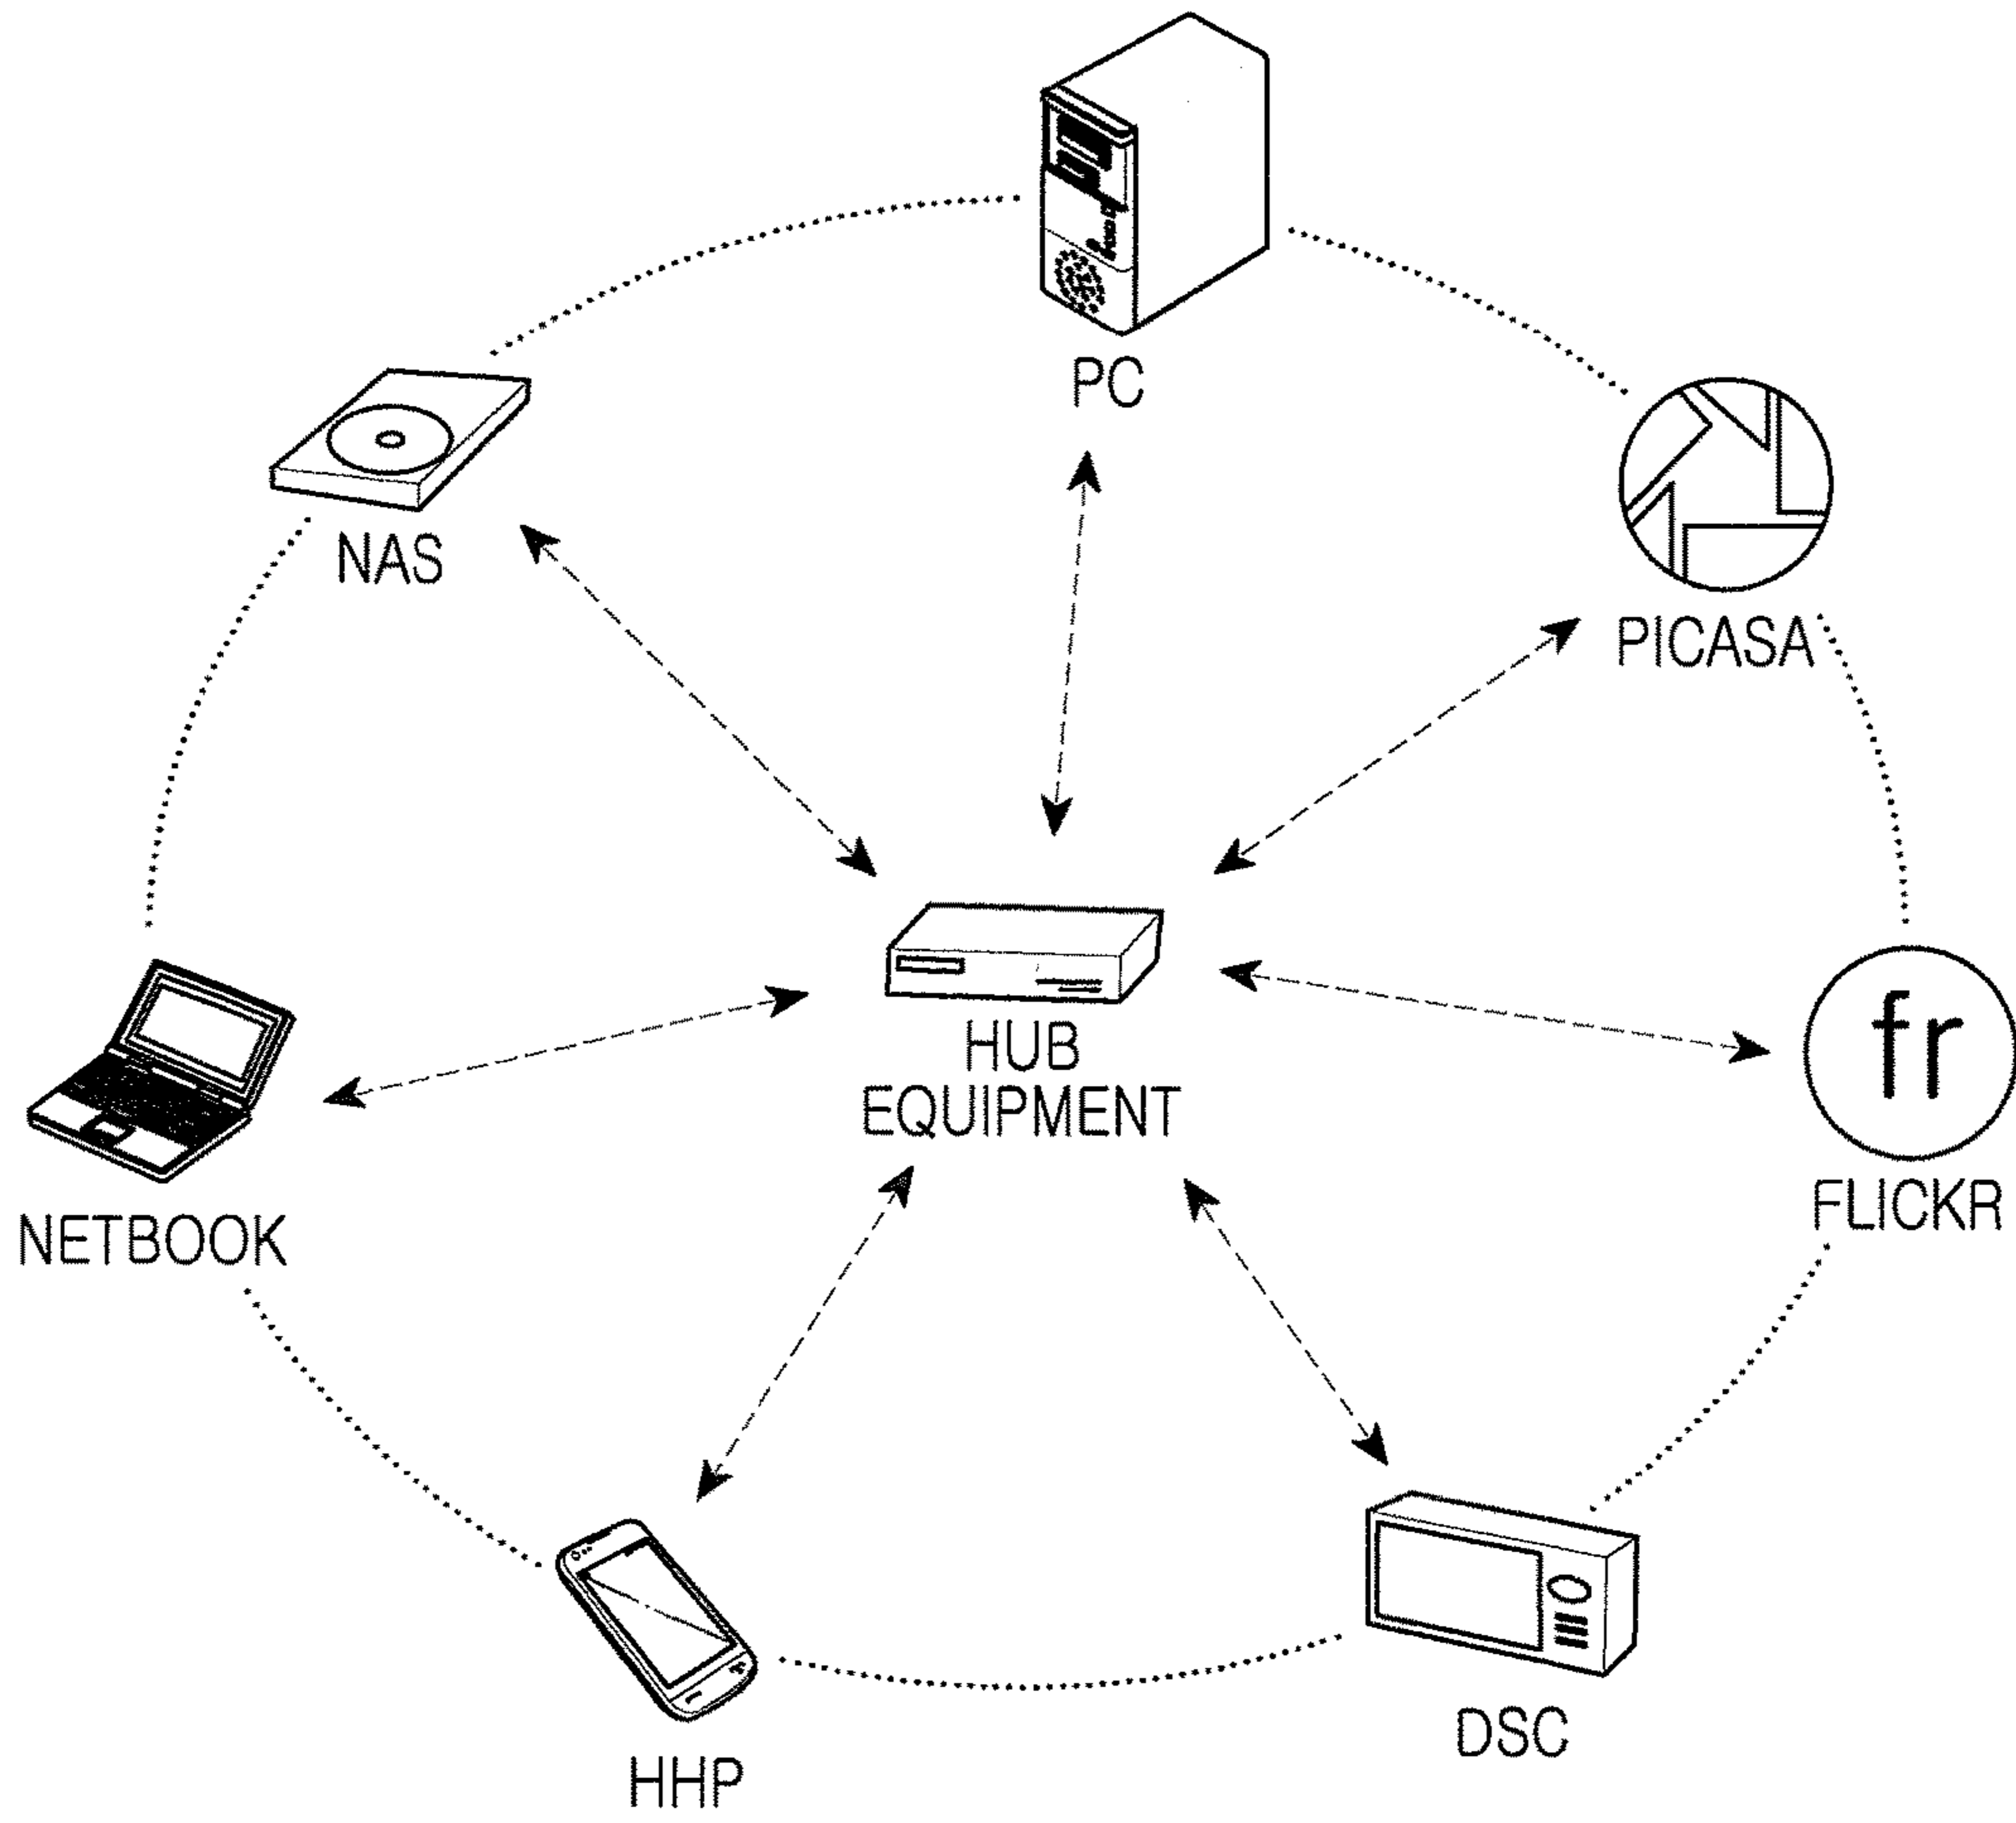 PC
NAS
PICASA
HUB
EQUIPMENT
fr
FLICKR
NETBOOK
DSC
HHP